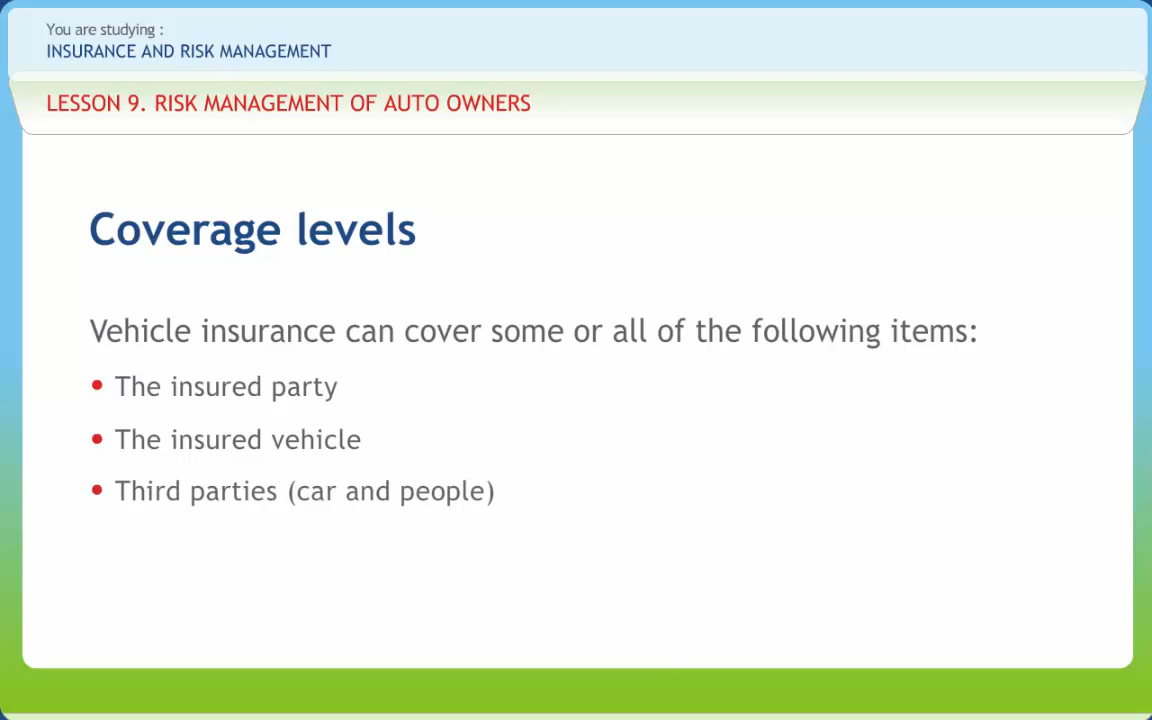 You are studying :
INSURANCE AND RISK MANAGEMENT
LESSON 9. RISK MANAGEMENT OF AUTO OWNERS
Coverage levels
Vehicle insurance can cover some or all of the following items:
• The insured party
• The insured vehicle
• Third parties (car and people)